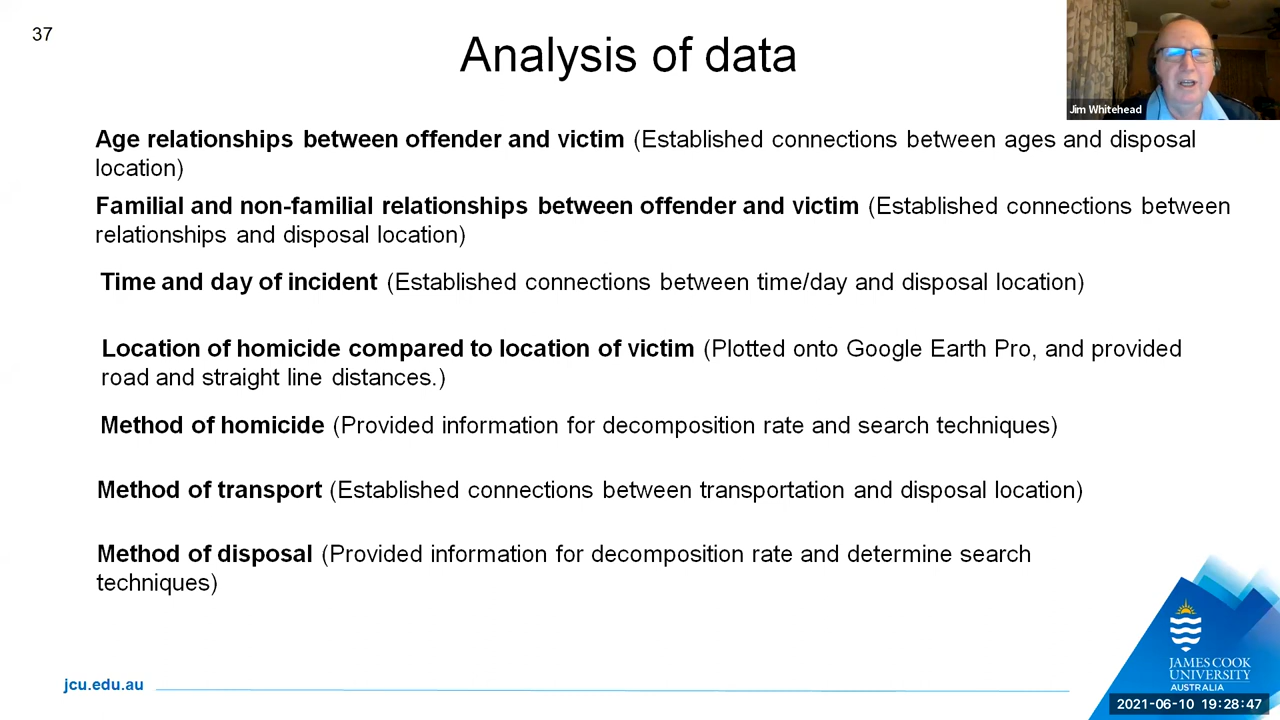 37
Analysis of data
Jim Whitehead
Age relationships between offender and victim (Established connections between ages and disposal
location)
Familial and non-familial relationships between offender and victim (Established connections between
relationships and disposal location)
Time and day of incident (Established connections between time/day and disposal location)
Location of homicide compared to location of victim (Plotted onto Google Earth Pro, and provided
road and straight line distances.)
Method of homicide (Provided information for decomposition rate and search techniques)
Method of transport (Established connections between transportation and disposal location)
Method of disposal (Provided information for decomposition rate and determine search
techniques)
jcu.edu.au
JAMES COOK
UNIVERSITY
AUSTRALIA
2021-06-10 19:28:47